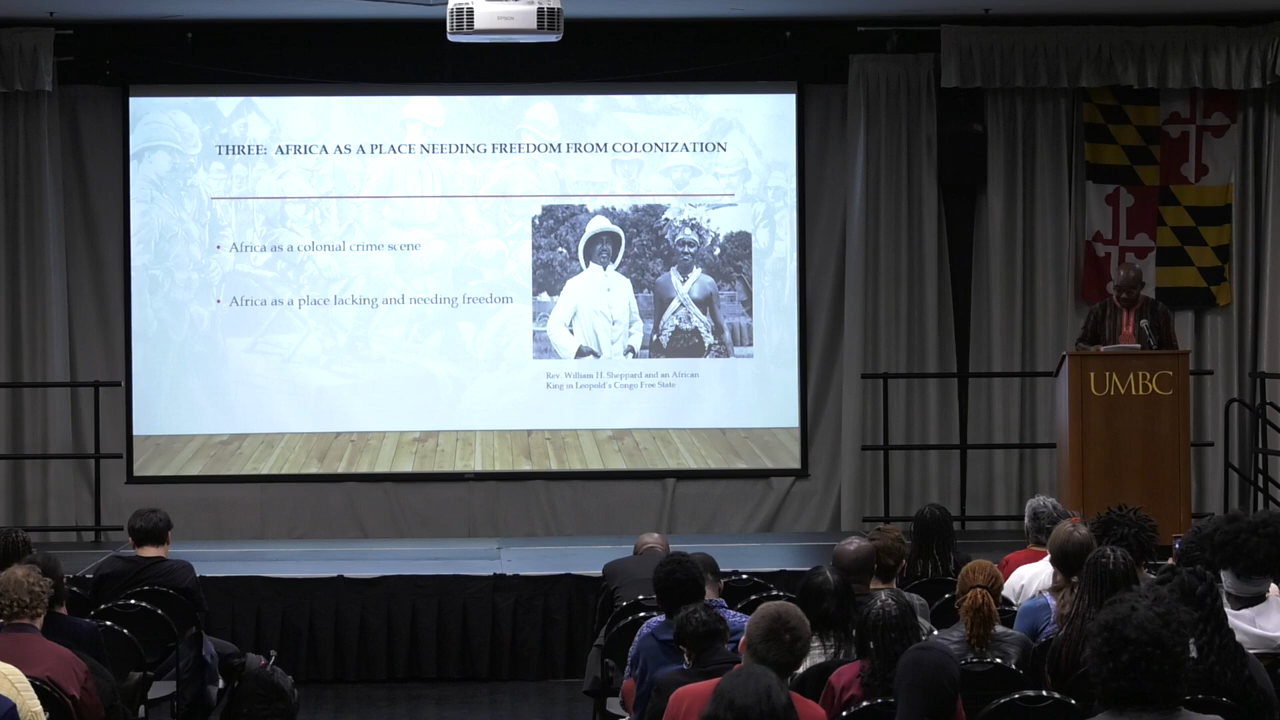 EPSON
THREE: AFRICA AS A PLACE NEEDING FREEDOM FROM COLONIZATION
• Africa as a colonial crime scene
• Africa as a place lacking and needing freedom
Rev. William H. Sheppard and an African
King in Leopold's Congo Free State
UMBC